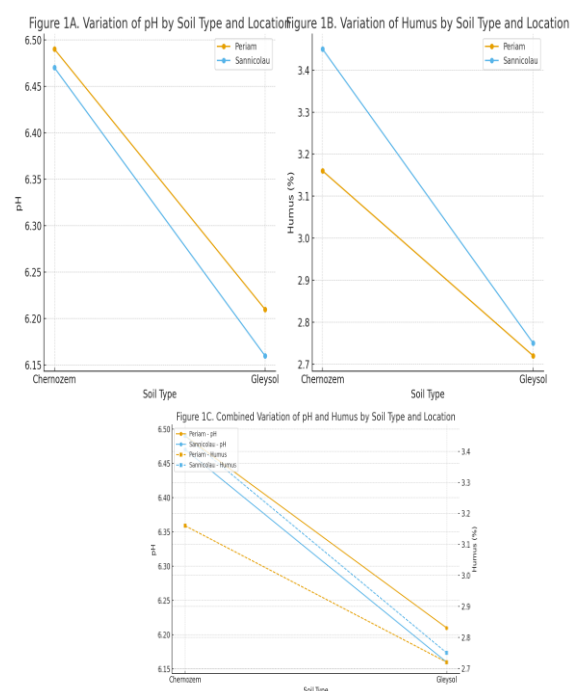 Figure 1A. Variation of pH by Soil Type and Location
6.50
6.45
6.40
6.35
6.30
6.25
6.20
6.15
pH
Periam
Sannicolau
Chernozem
Gleysol
Soil Type
Figure 1B. Variation of Humus by Soil Type and Location
3.4
3.3
3.2
3.1
3.0
2.9
2.8
2.7
Humus (%)
Periam
Sannicolau
Chernozem
Gleysol
Soil Type
Figure 1C. Combined Variation of pH and Humus by Soil Type and Location
6.50
6.45
6.40
6.35
6.30
6.25
6.20
6.15
pH
Periam - pH
Sannicolau - pH
Periam - Humus
Sannicolau - Humus
3.4
3.3
3.2
3.1
3.0
2.9
2.8
2.7
Humus (%)
Chernozem
Gleysol
Soil Type